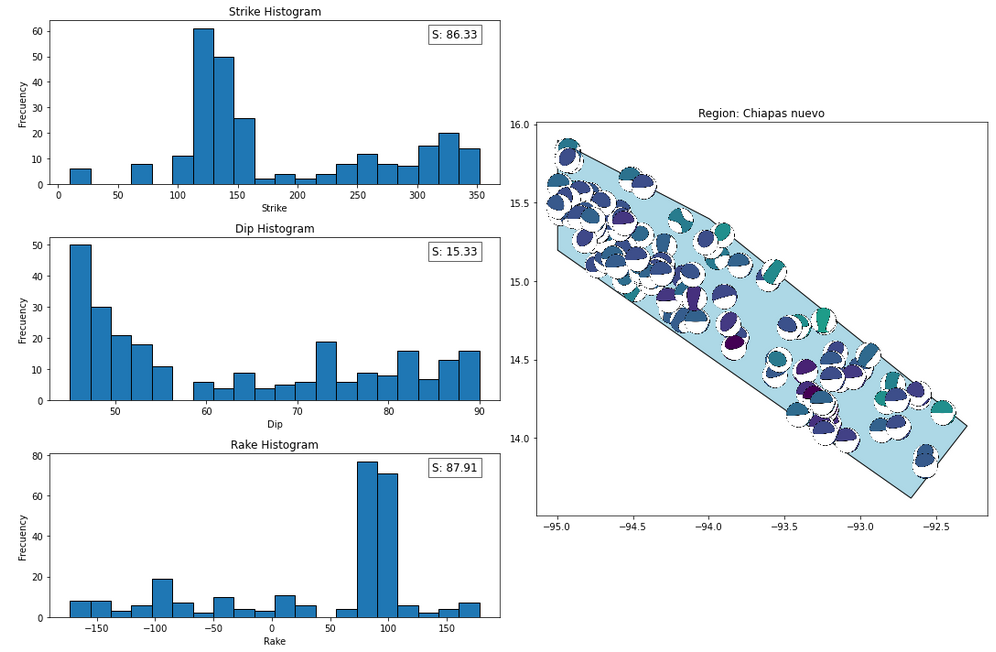 Strike Histogram
S: 86.33
Frecuency
60
50
40
30
20
10
0
0 50 100 150 200 250 300 350
Strike
Dip Histogram
S: 15.33
Frecuency
50
40
30
20
10
0
50 60 70 80 90
Dip
Rake Histogram
S: 87.91
Frecuency
80
60
40
20
0
−150 −100 −50 0 50 100 150
Rake
Region: Chiapas nuevo
16.0
15.5
15.0
14.5
14.0
−95.0 −94.5 −94.0 −93.5 −93.0 −92.5